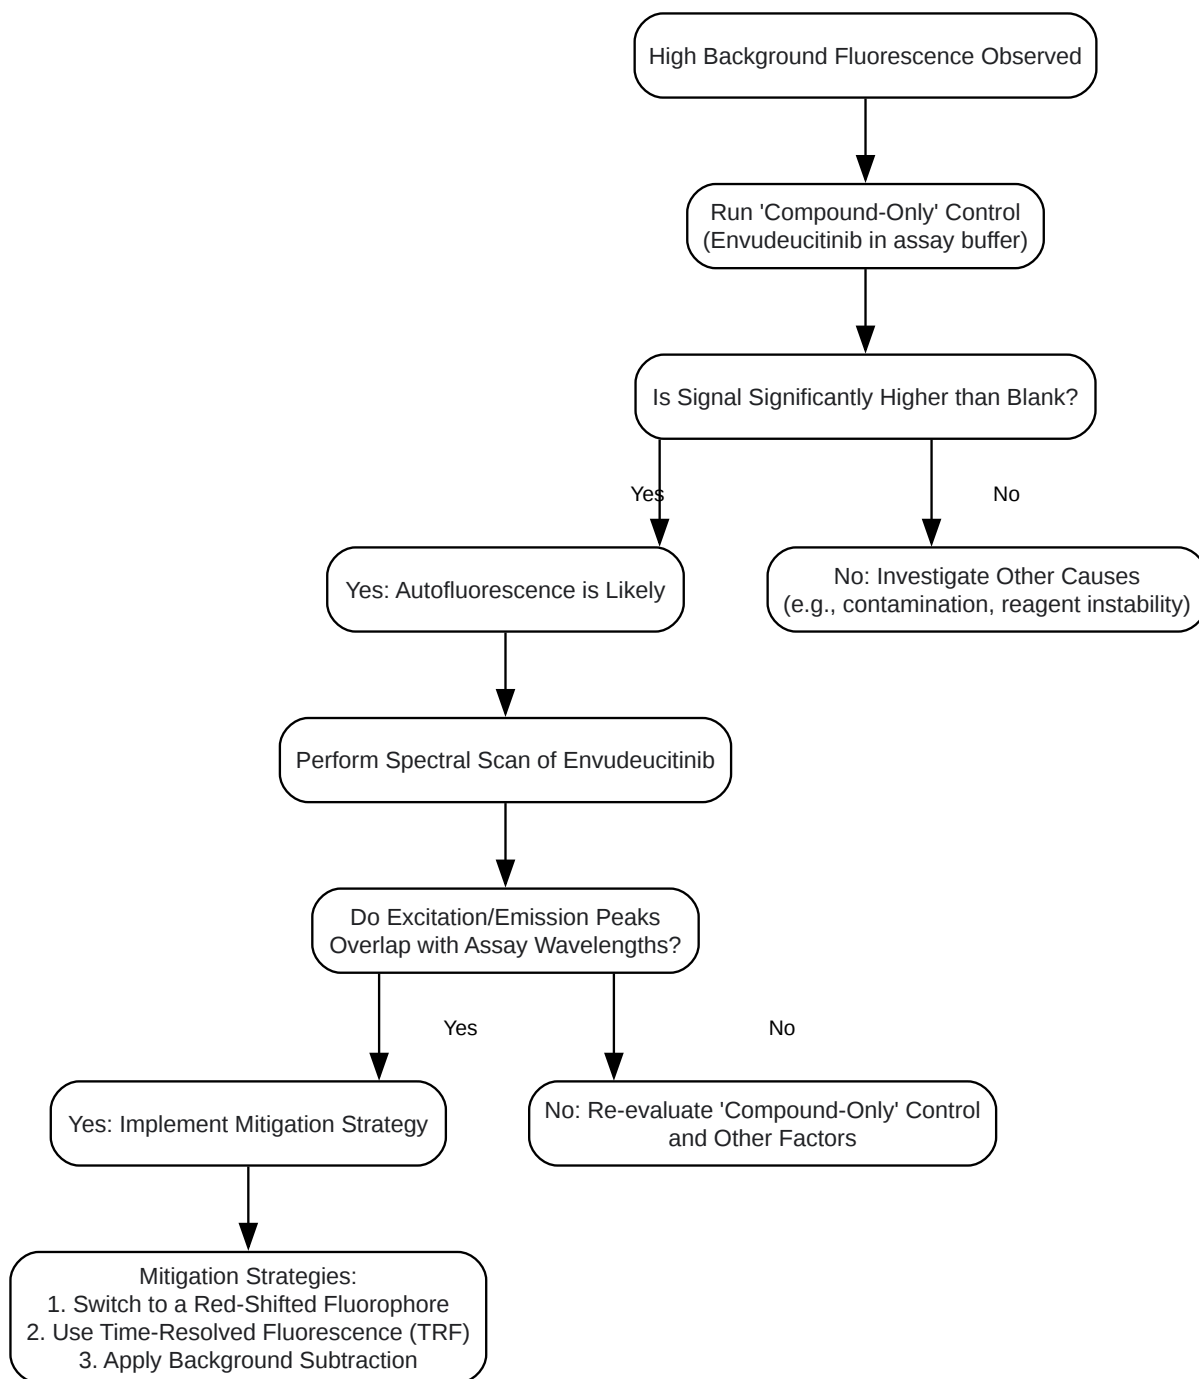 High Background Fluorescence Observed
Run 'Compound-Only' Control
(Envudeucitinib in assay buffer)
Is Signal Significantly Higher than Blank?
Yes
No
Yes: Autofluorescence is Likely
No: Investigate Other Causes
(e.g., contamination, reagent instability)
Perform Spectral Scan of Envudeucitinib
Do Excitation/Emission Peaks
Overlap with Assay Wavelengths?
Yes
No
Yes: Implement Mitigation Strategy
No: Re-evaluate 'Compound-Only' Control
and Other Factors
Mitigation Strategies:
1. Switch to a Red-Shifted Fluorophore
2. Use Time-Resolved Fluorescence (TRF)
3. Apply Background Subtraction